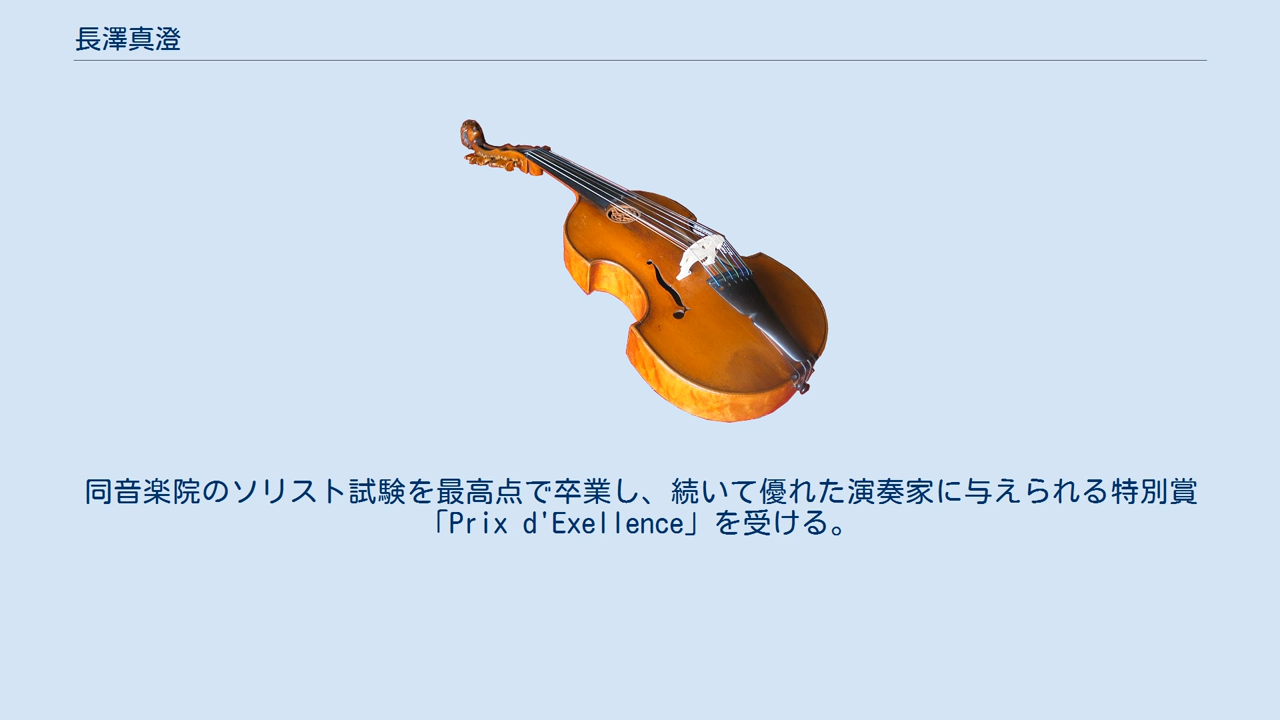 長澤真澄
同音楽院のソリスト試験を最高点で卒業し、続いて優れた演奏家に与えられる特別賞
「Prix d'Exellence」を受ける。